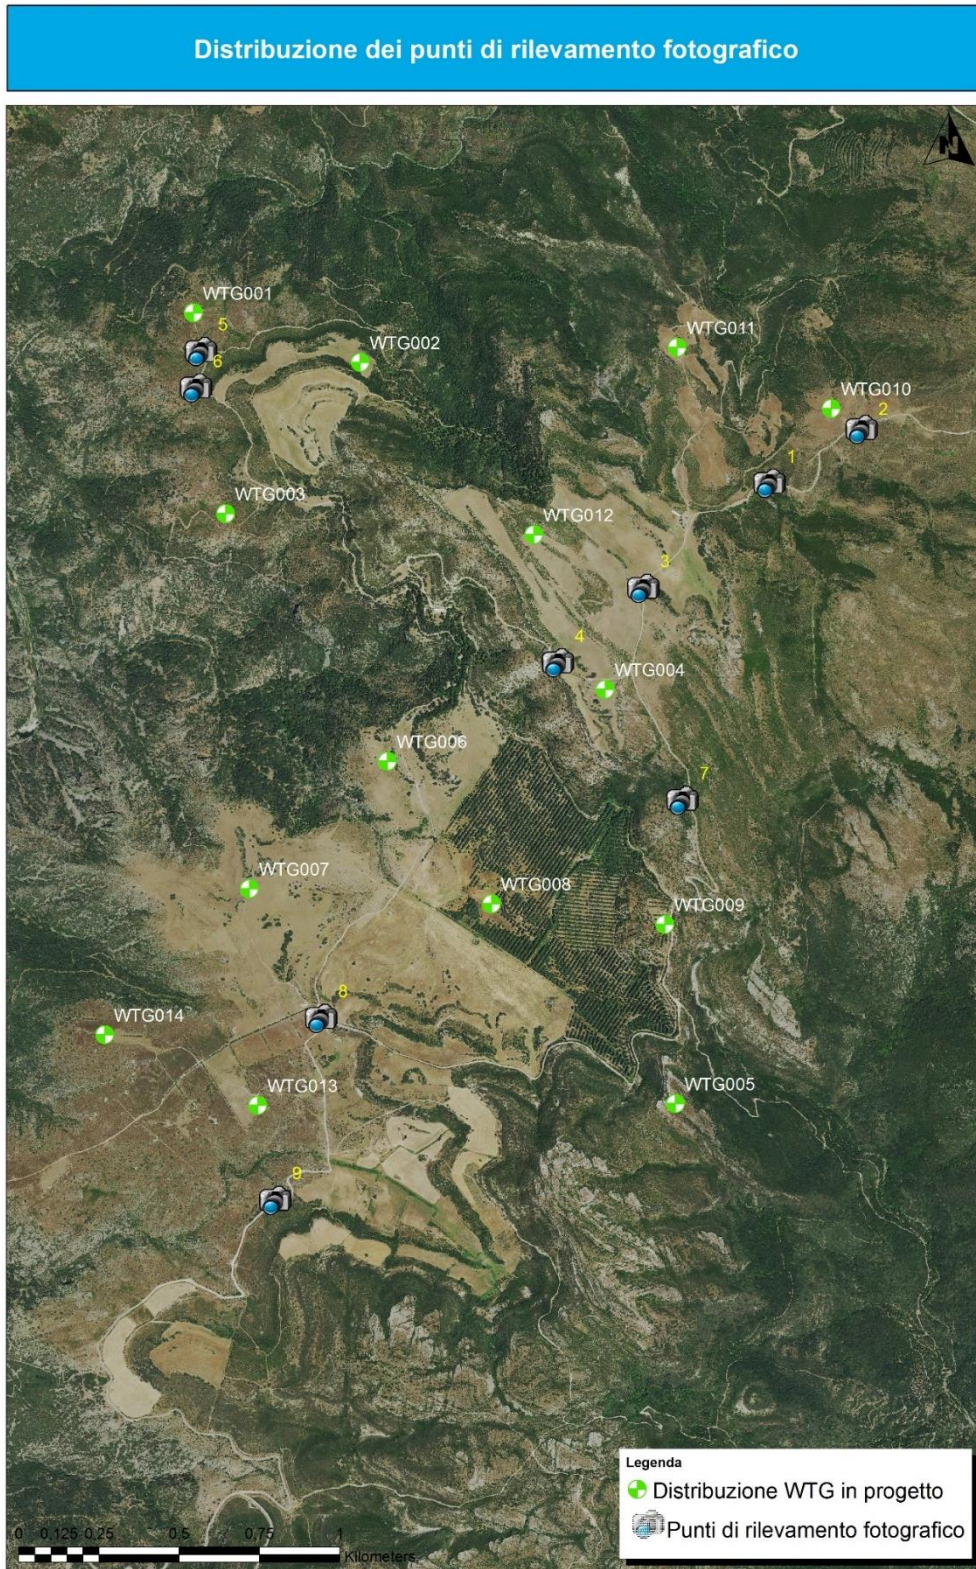 Distribuzione dei punti di rilevamento fotografico
N
WTG001
5
6
WTG002
WTG011
WTG010
2
1
WTG003
WTG012
3
4
WTG004
WTG006
7
WTG007
WTG008
WTG009
8
WTG014
WTG013
WTG005
9
Legenda
Distribuzione WTG in progetto
Punti di rilevamento fotografico
0 0,125 0,25 0,5 0,75 1
Kilometers